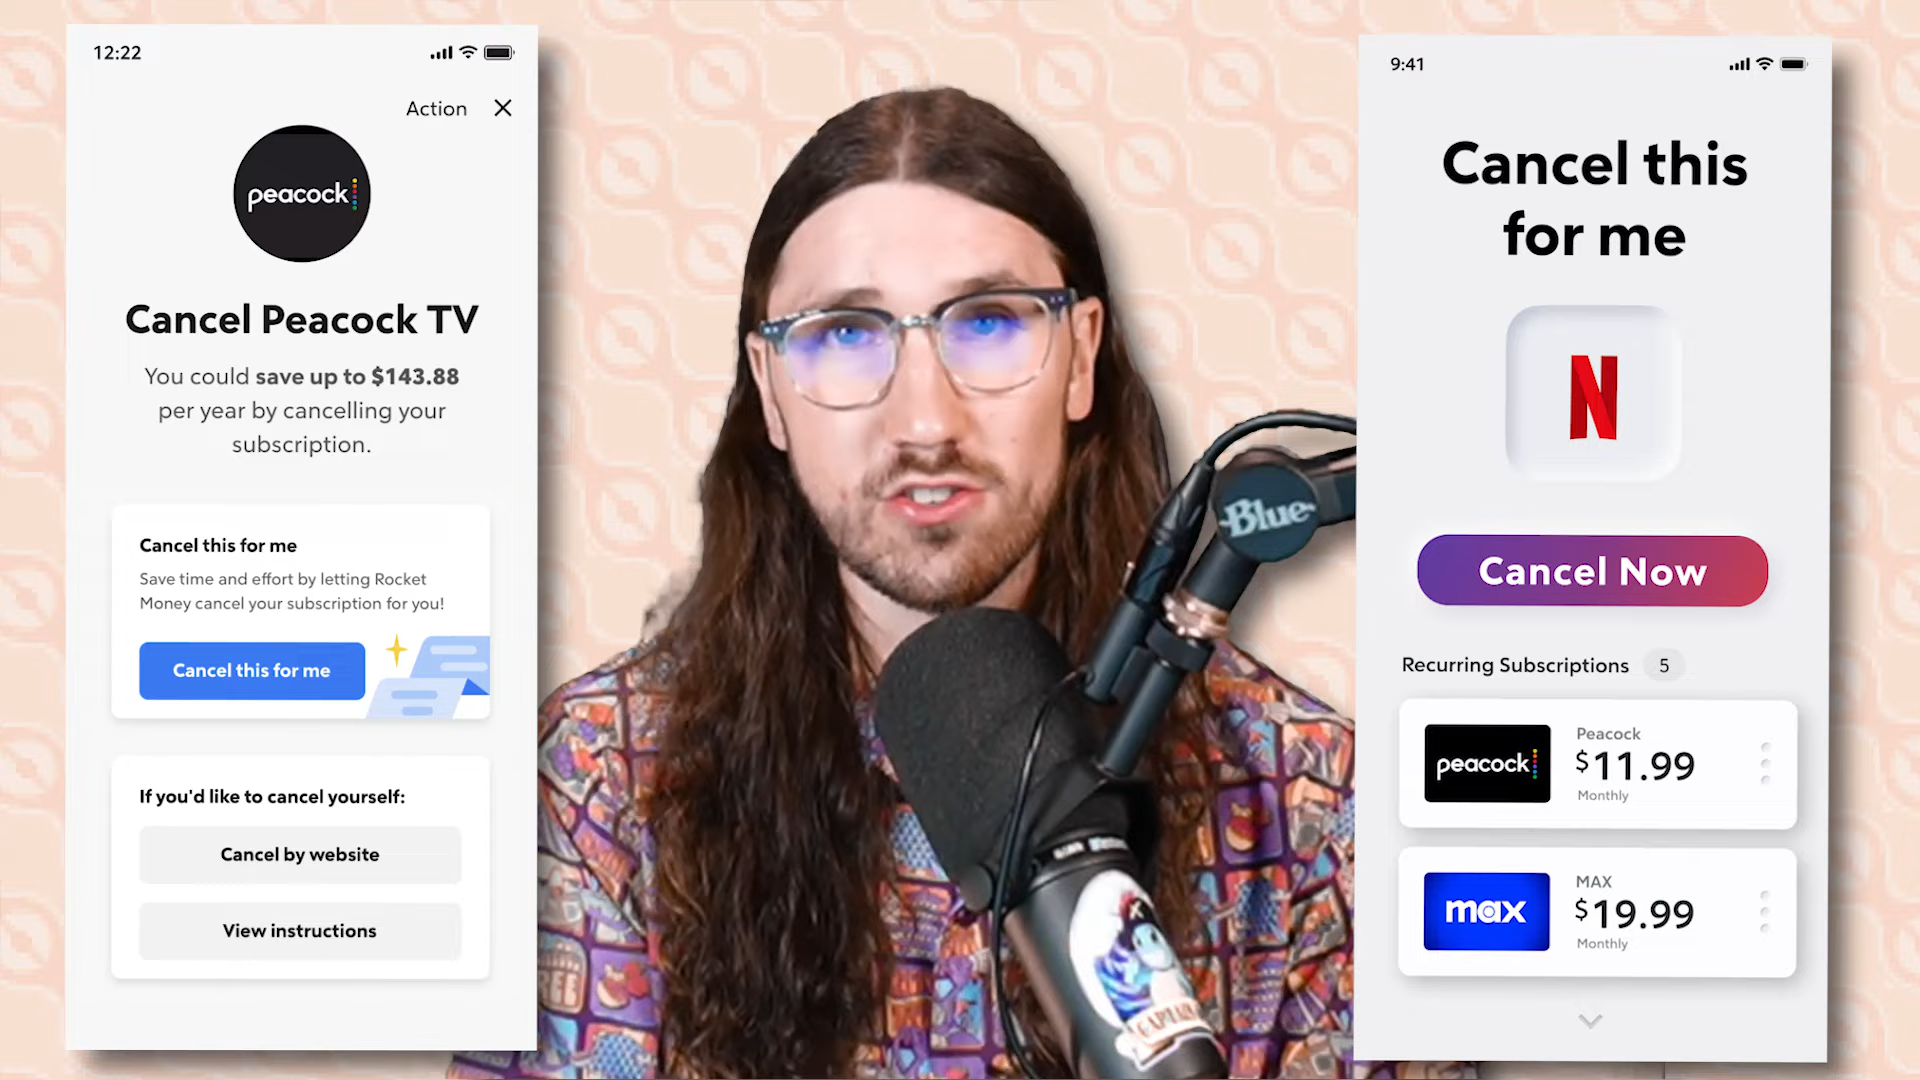 12:22
Action
peacock
Cancel Peacock TV
You could save up to $143.88
per year by cancelling your
subscription.
Cancel this for me
Save time and effort by letting Rocket
Money cancel your subscription for you!
Cancel this for me
If you'd like to cancel yourself:
Cancel by website
View instructions
Blue
CAPTAIN
9:41
Cancel this
for me
N
Cancel Now
Recurring Subscriptions 5
peacock
Peacock
$11.99
Monthly
max
MAX
$19.99
Monthly